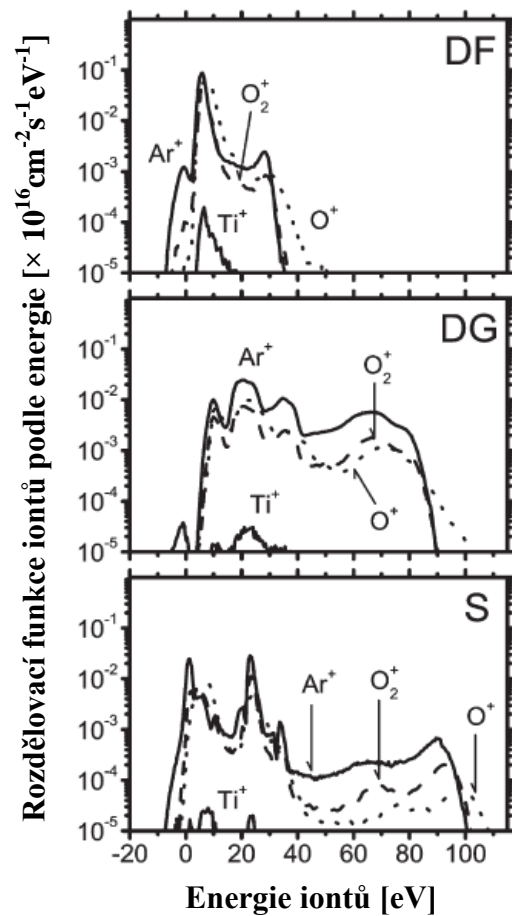 Rozdělovací funkce iontů podle energie [× 10¹⁶cm⁻²s⁻¹eV⁻¹]
DF
10⁻¹
10⁻²
10⁻³
10⁻⁴
10⁻⁵
Ar⁺
O₂⁺
O⁺
Ti⁺
DG
10⁻¹
10⁻²
10⁻³
10⁻⁴
10⁻⁵
Ar⁺
O₂⁺
Ti⁺
O⁺
S
10⁻¹
10⁻²
10⁻³
10⁻⁴
10⁻⁵
Ar⁺
O₂⁺
O⁺
Ti⁺
-20 0 20 40 60 80 100
Energie iontů [eV]